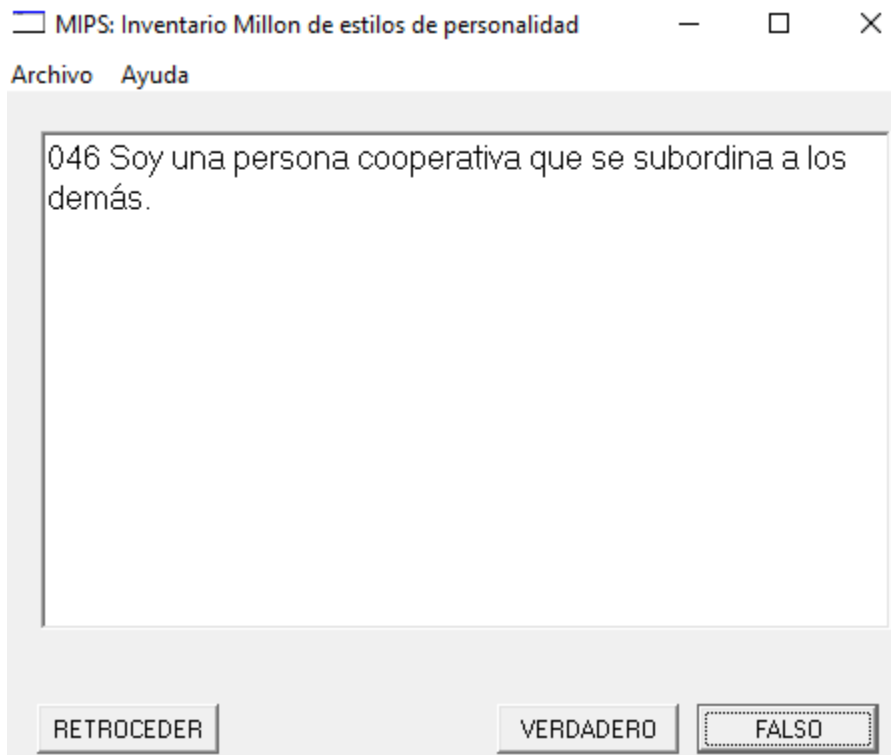 MIPS: Inventario Millon de estilos de personalidad
Archivo Ayuda
046 Soy una persona cooperativa que se subordina a los
demás.
RETROCEDER VERDADERO FALSO